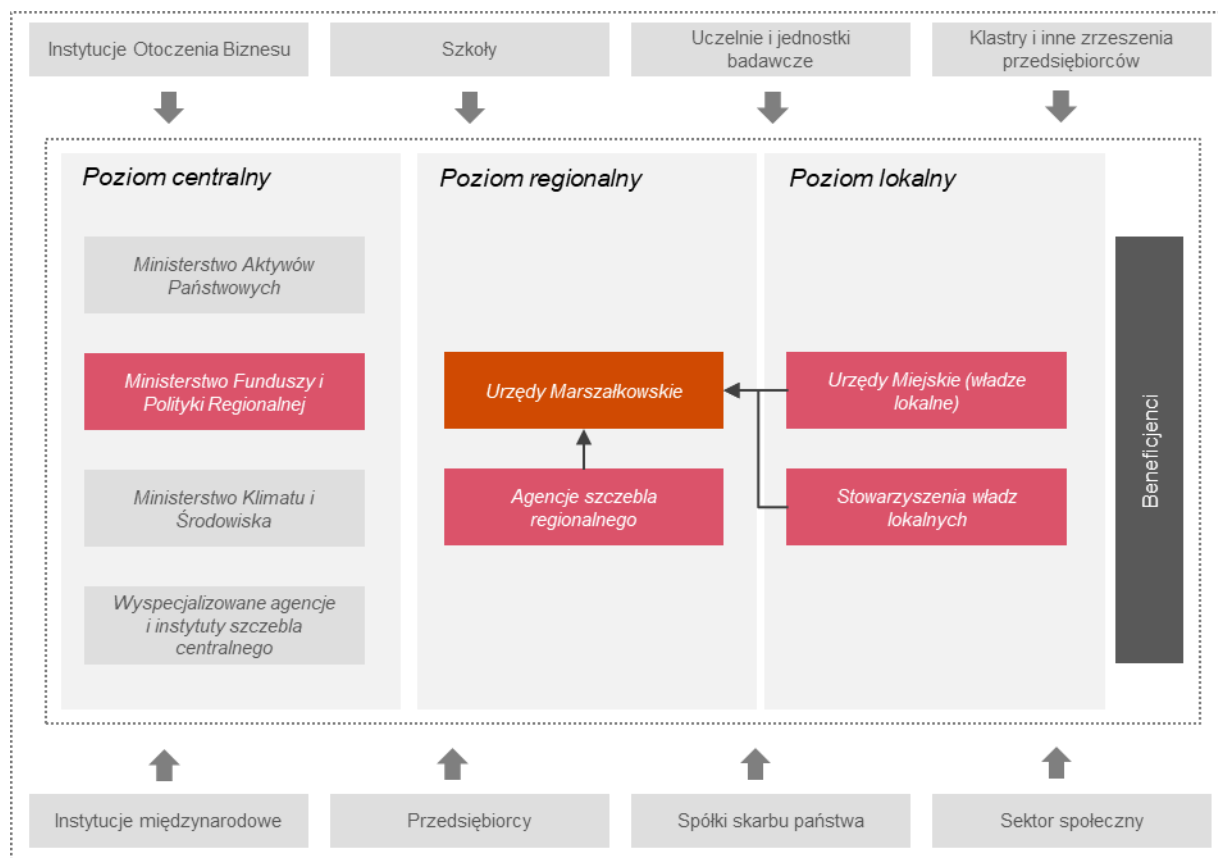 Instytucje Otoczenia Biznesu
Szkoły
Uczelnie i jednostki
badawcze
Klastry i inne zrzeszenia
przedsiębiorców
Poziom centralny
Poziom regionalny
Poziom lokalny
Ministerstwo Aktywów
Państwowych
Ministerstwo Funduszy i
Polityki Regionalnej
Ministerstwo Klimatu i
Środowiska
Wyspecjalizowane agencje
i instytuty szczebla
centralnego
Urzędy Marszałkowskie
Agencje szczebla
regionalnego
Urzędy Miejskie (władze
lokalne)
Stowarzyszenia władz
lokalnych
Beneficjenci
Instytucje międzynarodowe
Przedsiębiorcy
Spółki skarbu państwa
Sektor społeczny